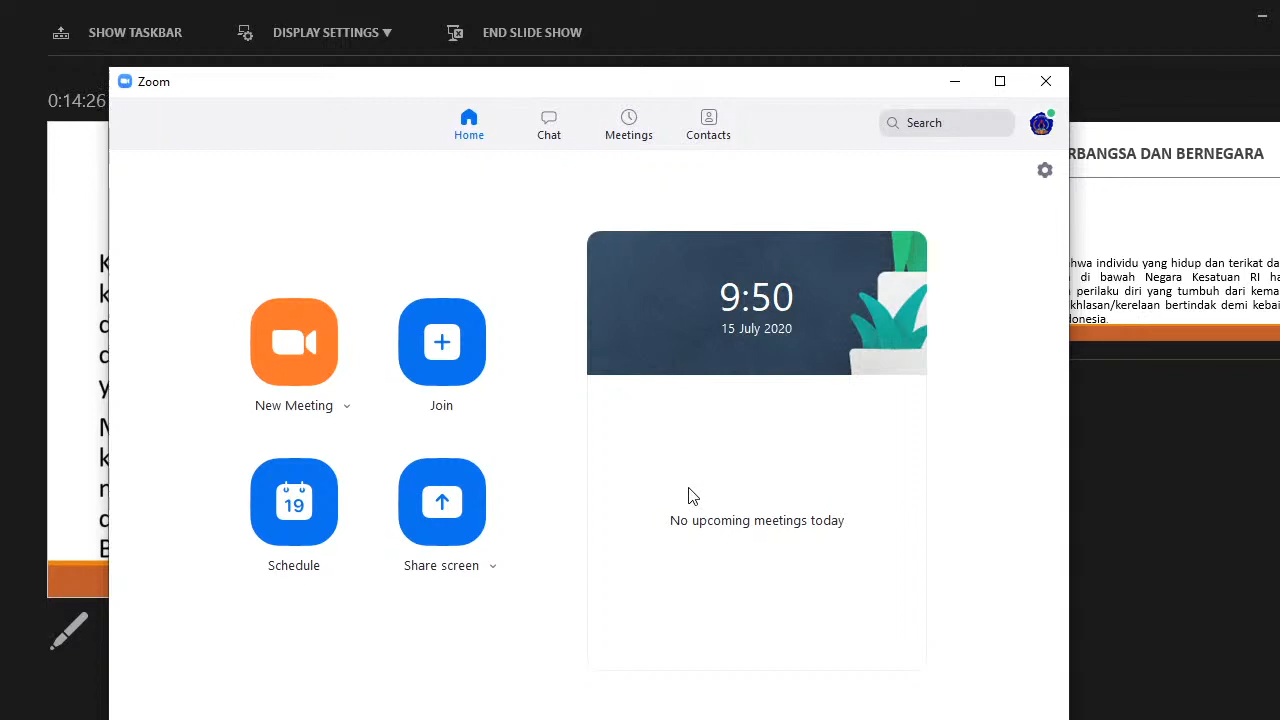 SHOW TASKBAR
DISPLAY SETTINGS ▼
END SLIDE SHOW
0:14:26
Zoom
Home
Chat
Meetings
Contacts
Search
RBANGSA DAN BERNEGARA
9:50
15 July 2020
hwa individu yang hidup dan terikat da
di bawah Negara Kesatuan RI ha
perilaku diri yang tumbuh dari kema
khlasan/kerelaan bertindak demi kebai
donesia.
New Meeting
Join
19
Schedule
Share screen
No upcoming meetings today